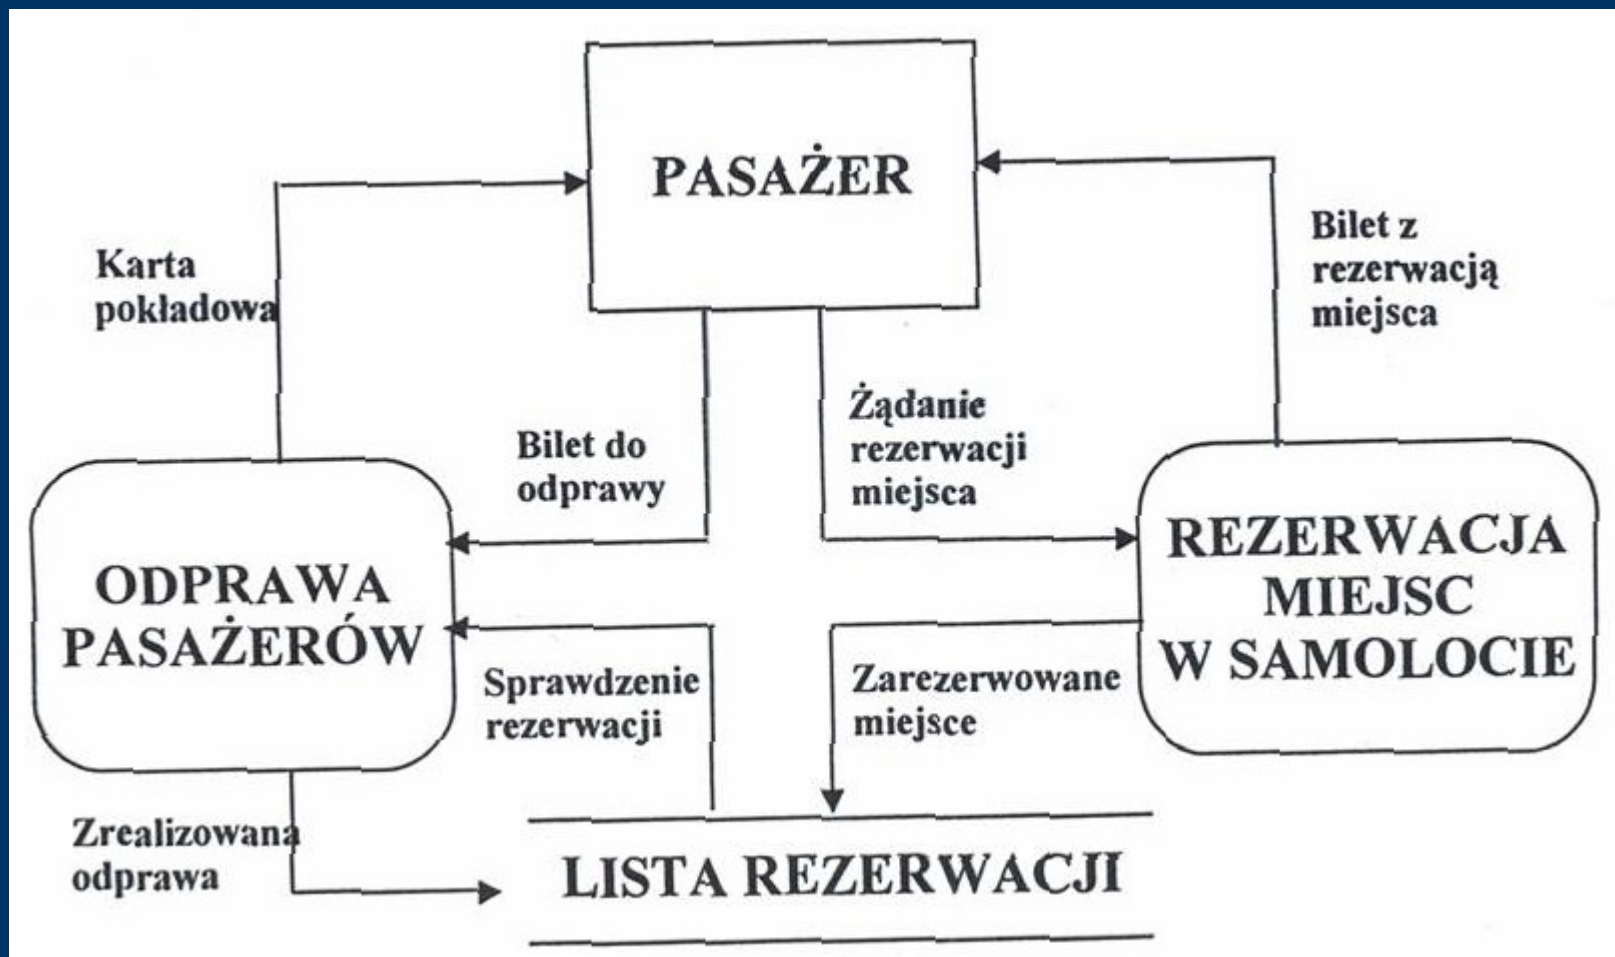 PASAŻER
Karta
pokładowa
Bilet z
rezerwacją
miejsca
Bilet do
odprawy
Żądanie
rezerwacji
miejsca
ODPRAWA
PASAŻERÓW
REZERWACJA
MIEJSC
W SAMOLOCIE
Sprawdzenie
rezerwacji
Zarezerwowane
miejsce
Zrealizowana
odprawa
LISTA REZERWACJI